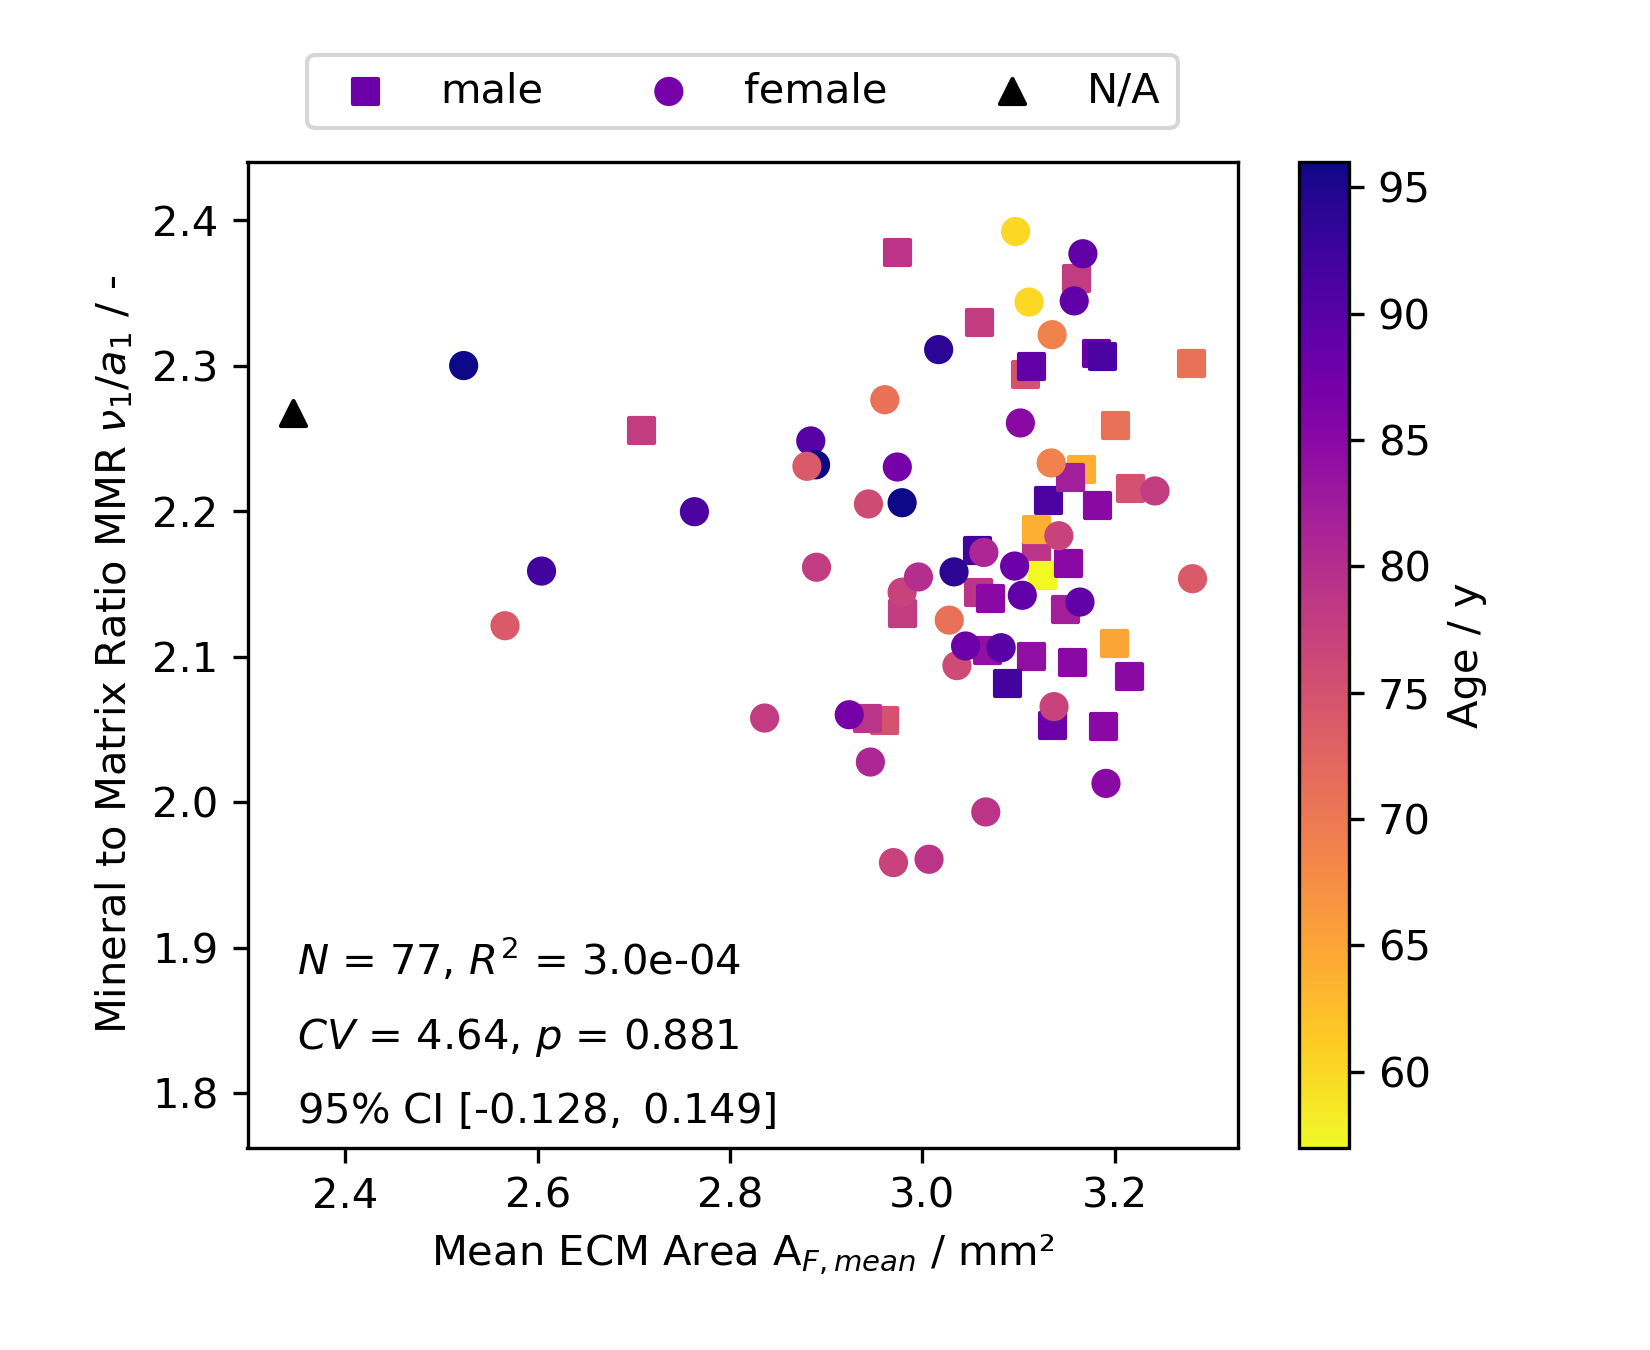 male female N/A
2.4
2.3
2.2
2.1
2.0
1.9
1.8
Mineral to Matrix Ratio MMR ν₁/a₁ / -
N = 77, R² = 3.0e-04
CV = 4.64, p = 0.881
95% CI [-0.128, 0.149]
2.4 2.6 2.8 3.0 3.2
Mean ECM Area A_F,mean / mm²
95
90
85
80
75
70
65
60
Age / y